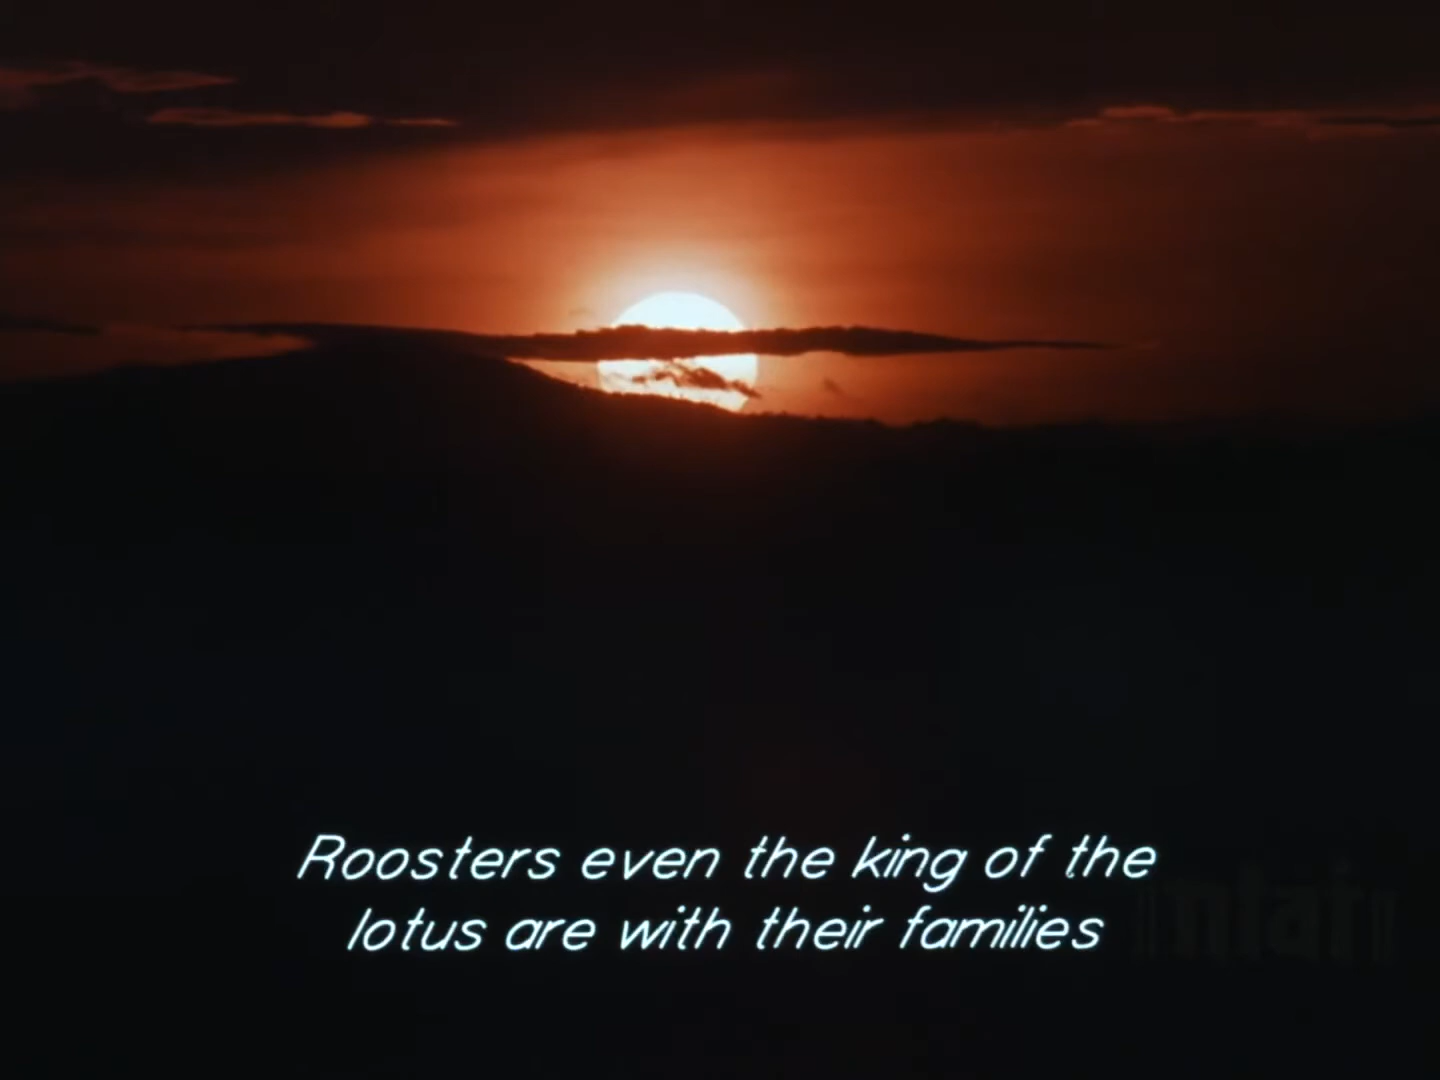 Roosters even the king of the
lotus are with their families